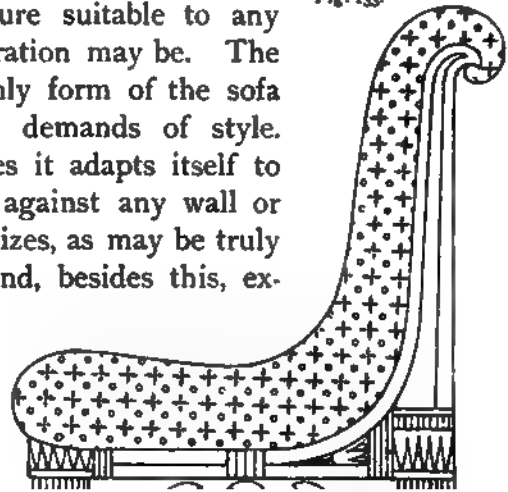 ure suitable to any
ration may be. The
nly form of the sofa
demands of style.
es it adapts itself to
against any wall or
izes, as may be truly
nd, besides this, ex-